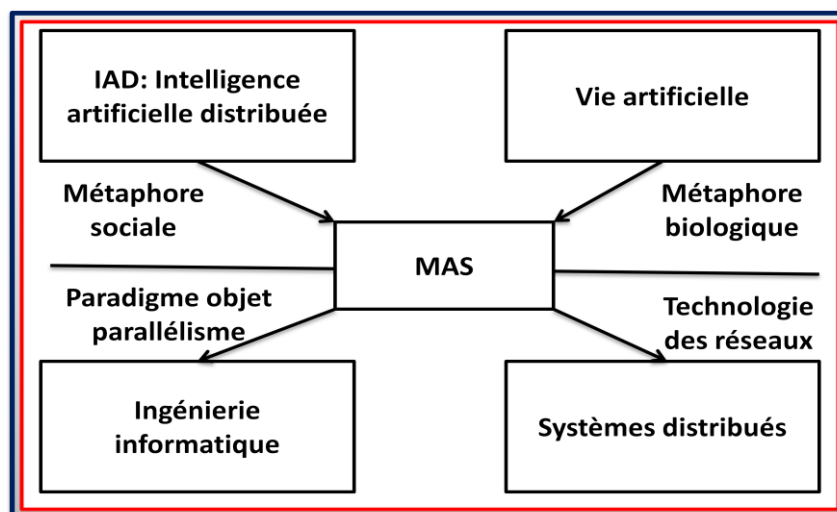 IAD: Intelligence
artificielle distribuée
Vie artificielle
Métaphore
sociale
Métaphore
biologique
MAS
Paradigme objet
parallélisme
Technologie
des réseaux
Ingénierie
informatique
Systèmes distribués